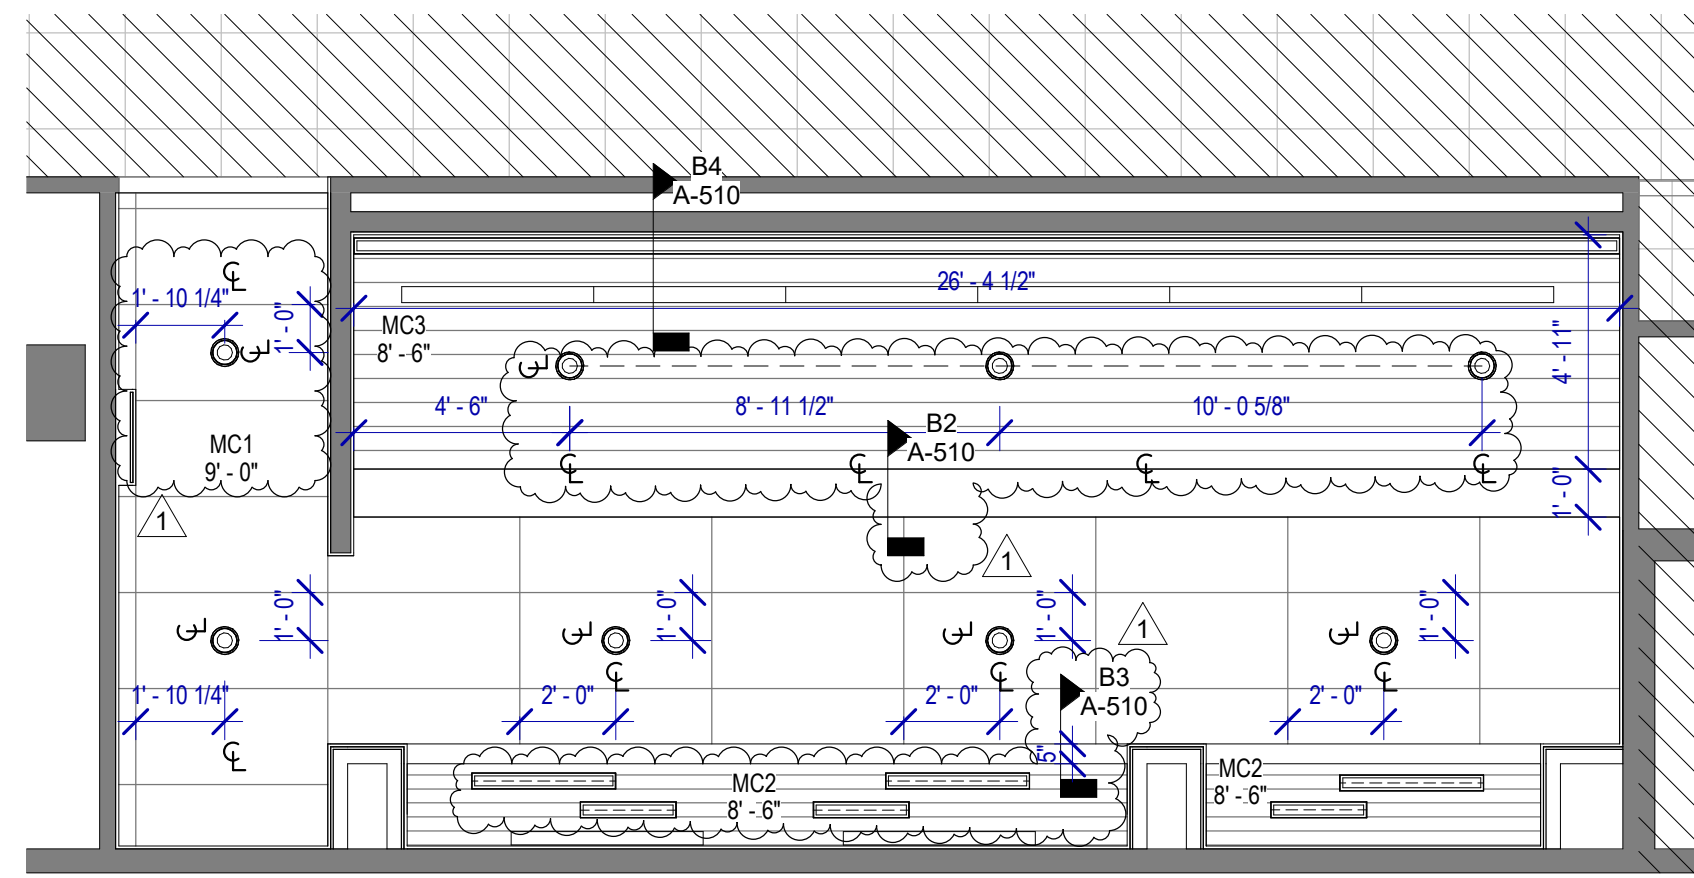 B4
A-510
26' - 4 1/2"
1' - 10 1/4"
1' - 0"
MC3
8' - 6"
4' - 11"
4' - 6"
8' - 11 1/2"
10' - 0 5/8"
B2
A-510
MC1
9' - 0"
1' - 0"
1
1
1' - 0"
1' - 0"
1' - 0"
1' - 0"
1
B3
A-510
1' - 10 1/4"
2' - 0"
2' - 0"
2' - 0"
5"
MC2
8' - 6"
MC2
8' - 6"